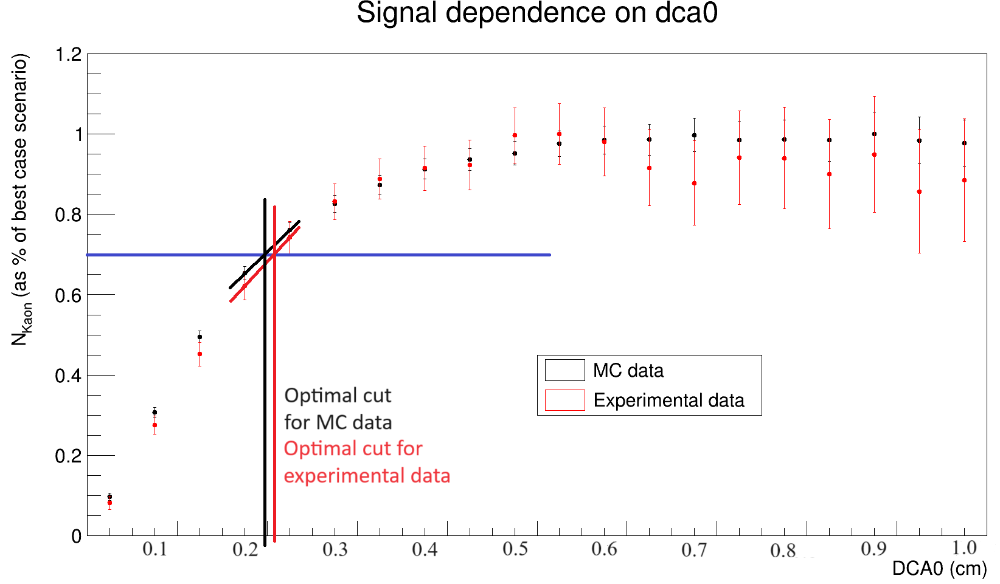 Signal dependence on dca0
N_Kaon (as % of best case scenario)
1.2
1
0.8
0.6
0.4
0.2
0
Optimal cut
for MC data
Optimal cut for
experimental data
MC data
Experimental data
0.1 0.2 0.3 0.4 0.5 0.6 0.7 0.8 0.9 1.0
DCA0 (cm)